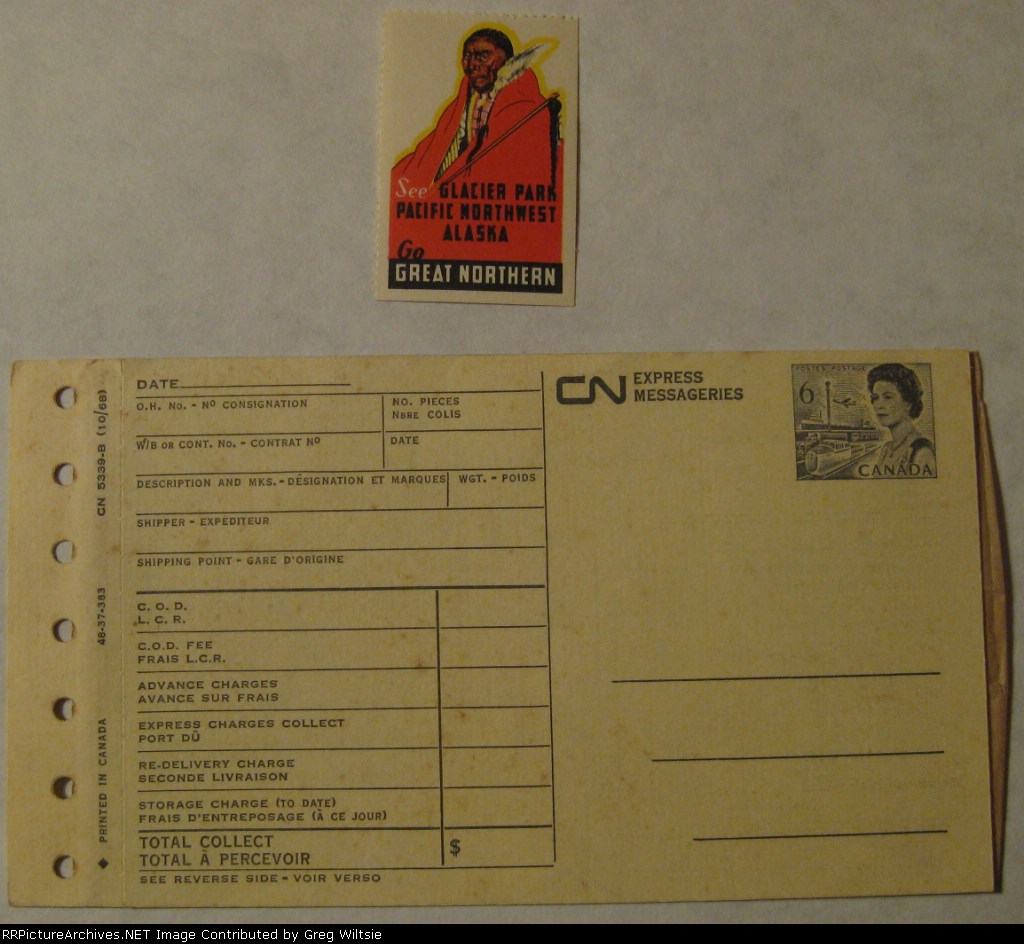 See GLACIER PARK
PACIFIC NORTHWEST
ALASKA
Go
GREAT NORTHERN
DATE
O.H. No. - Nº CONSIGNATION
NO. PIECES
NBRE COLIS
W/B OR CONT. No. - CONTRAT Nº
DATE
DESCRIPTION AND MKS. - DÉSIGNATION ET MARQUES
WGT. - POIDS
SHIPPER - EXPÉDITEUR
SHIPPING POINT - GARE D'ORIGINE
C. O. D.
L. C. R.
C.O.D. FEE
FRAIS L.C.R.
ADVANCE CHARGES
AVANCE SUR FRAIS
EXPRESS CHARGES COLLECT
PORT DÛ
RE-DELIVERY CHARGE
SECONDE LIVRAISON
STORAGE CHARGE (TO DATE)
FRAIS D'ENTREPOSAGE (À CE JOUR)
TOTAL COLLECT
TOTAL À PERCEVOIR
$
SEE REVERSE SIDE - VOIR VERSO
◆ PRINTED IN CANADA 48-37-383 CN 5339-B (10/68)
CN EXPRESS
MESSAGERIES
POSTES POSTAGE
6
CANADA
RRPictureArchives.NET Image Contributed by Greg Wiltsie